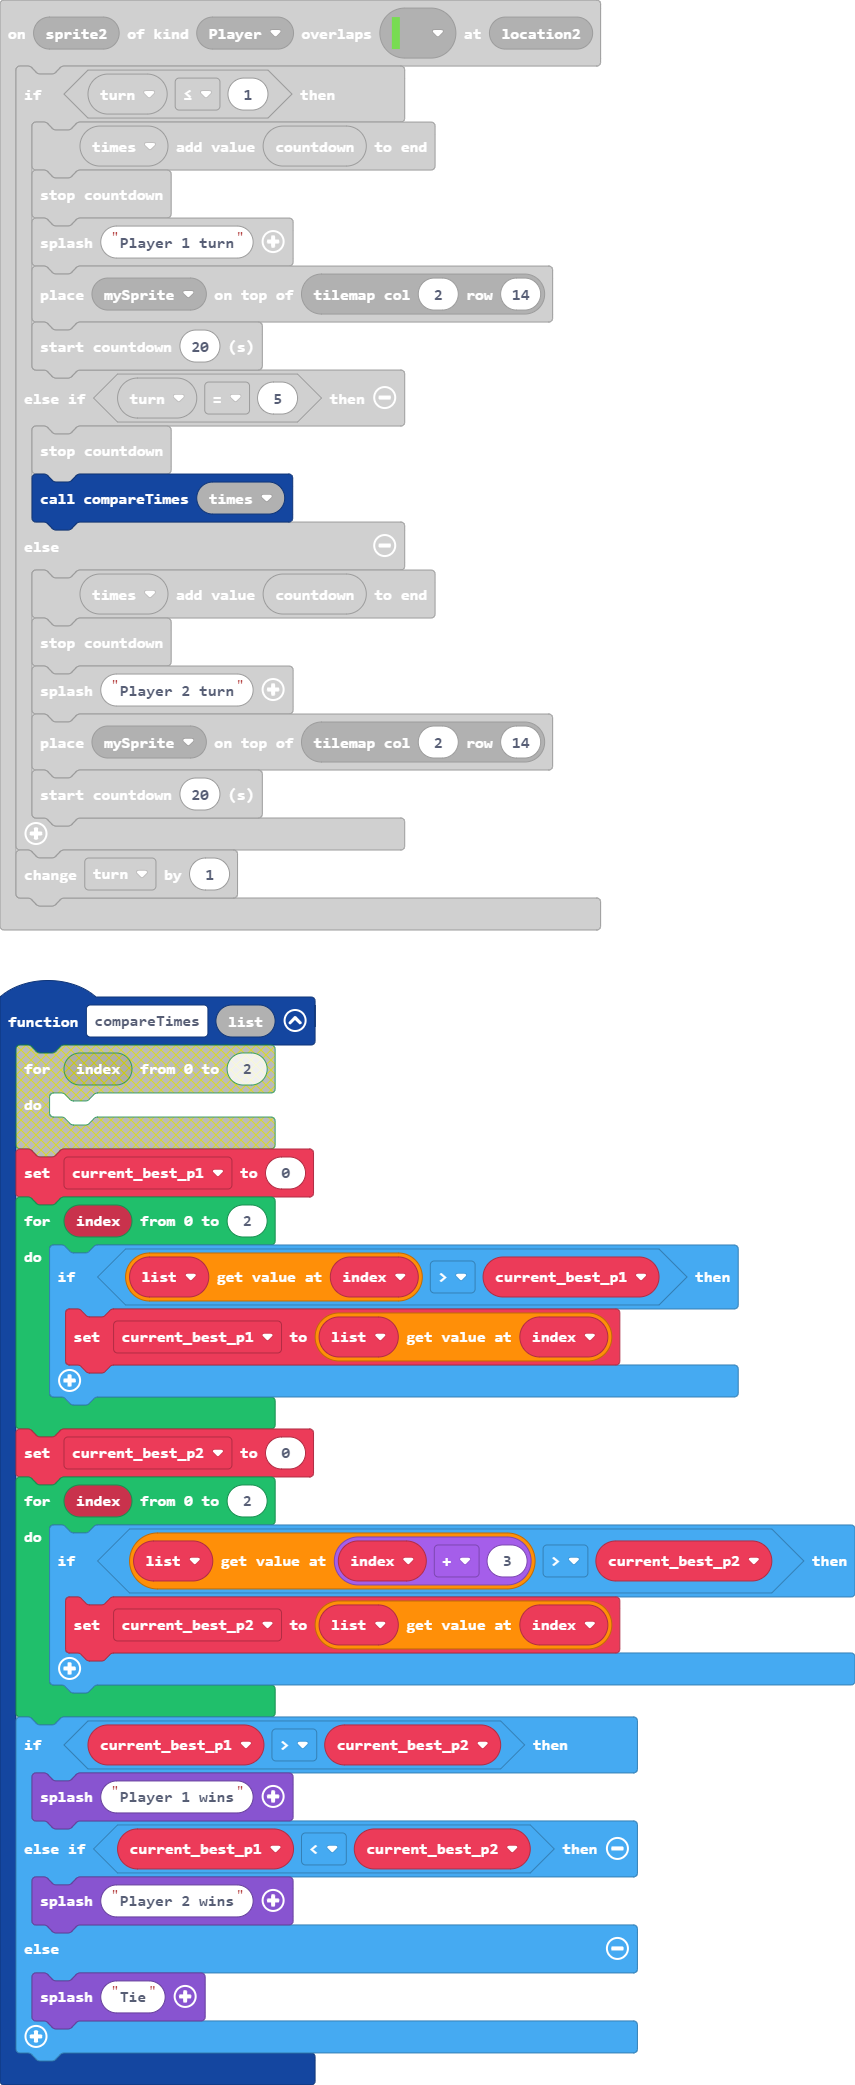 on sprite2 of kind Player overlaps at location2
if turn ≤ 1 then
times add value countdown to end
stop countdown
splash "Player 1 turn"
place mySprite on top of tilemap col 2 row 14
start countdown 20 (s)
else if turn = 5 then
stop countdown
call compareTimes times
else
times add value countdown to end
stop countdown
splash "Player 2 turn"
place mySprite on top of tilemap col 2 row 14
start countdown 20 (s)
change turn by 1
function compareTimes list
for index from 0 to 2
do
set current_best_p1 to 0
for index from 0 to 2
do
if list get value at index > current_best_p1 then
set current_best_p1 to list get value at index
set current_best_p2 to 0
for index from 0 to 2
do
if list get value at index + 3 > current_best_p2 then
set current_best_p2 to list get value at index
if current_best_p1 > current_best_p2 then
splash "Player 1 wins"
else if current_best_p1 < current_best_p2 then
splash "Player 2 wins"
else
splash "Tie"